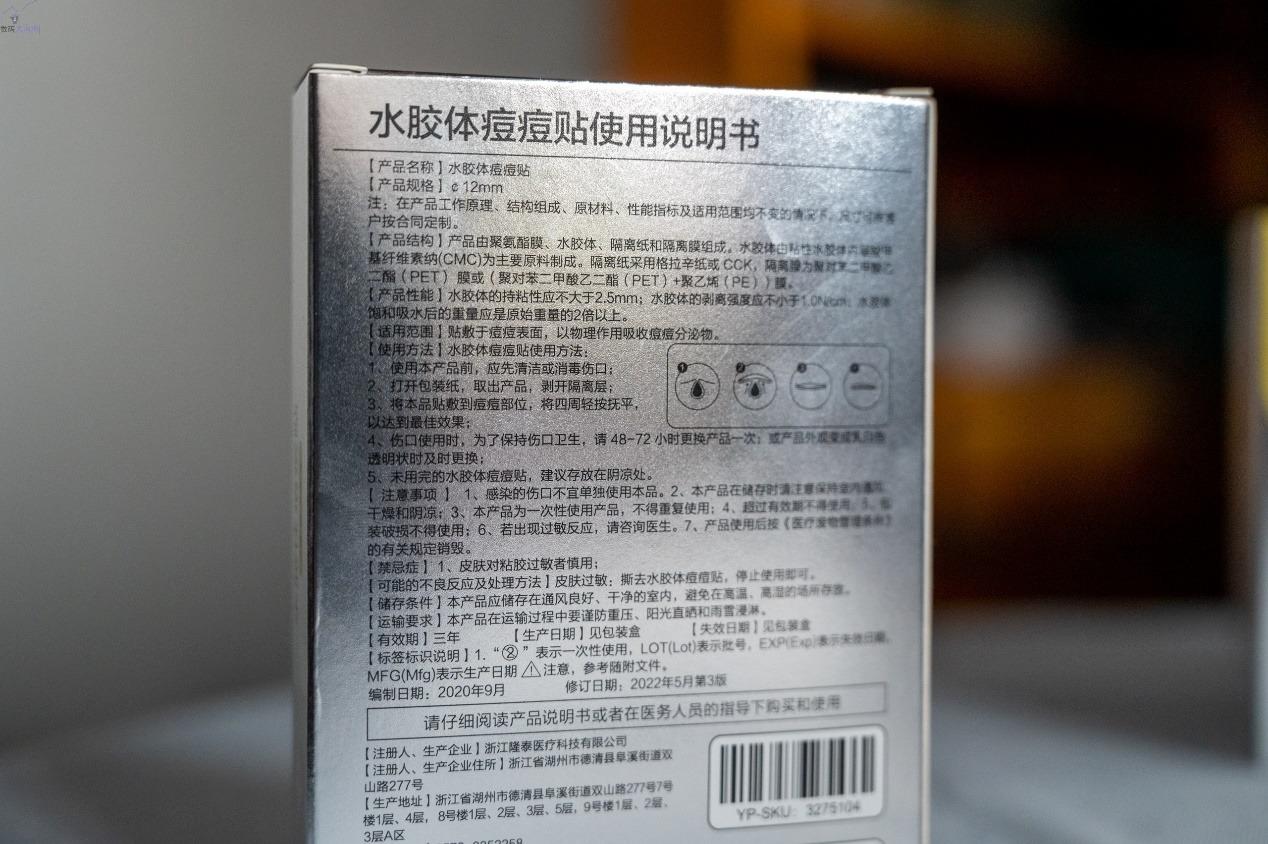 水胶体痘痘贴使用说明书
【产品名称】水胶体痘痘贴
【产品规格】¢12mm
注：在产品工作原理、结构组成、原材料、性能指标及适用范围均不变的情况下，尺寸可按客
户按合同定制。
【产品结构】产品由聚氨酯膜、水胶体、隔离纸和隔离膜组成。水胶体由粘性水胶体
基纤维素纳(CMC)为主要原料制成。隔离纸采用格拉辛纸或 CCK，隔离膜为聚对苯二甲酸乙
二酯（PET）膜或（聚对苯二甲酸乙二酯（PET）+聚乙烯（PE））膜。
【产品性能】水胶体的持粘性应不大于2.5mm；水胶体的剥离强度应不小于1.0N/cm；水胶体
饱和吸水后的重量应是原始重量的2倍以上。
【适用范围】贴敷于痘痘表面，以物理作用吸收痘痘分泌物。
【使用方法】水胶体痘痘贴使用方法：
1、使用本产品前，应先清洁或消毒伤口；
2、打开包装纸，取出产品，剥开隔离层；
3、将本品贴敷到痘痘部位，将四周轻按抚平，
以达到最佳效果；
1 2 3 4
4、伤口使用时，为了保持伤口卫生，请 48-72 小时更换产品一次；或产品外观变成乳白色
透明状时及时更换；
5、未用完的水胶体痘痘贴，建议存放在阴凉处。
【注意事项】 1、感染的伤口不宜单独使用本品。2、本产品在储存时请注意保持室内通风、
干燥和阴凉；3、本产品为一次性使用产品，不得重复使用；4、超过有效期不得使用。5、包
装破损不得使用；6、若出现过敏反应，请咨询医生。7、产品使用后按《医疗废物管理条例》
的有关规定销毁。
【禁忌症】1、皮肤对粘胶过敏者慎用；
【可能的不良反应及处理方法】皮肤过敏：撕去水胶体痘痘贴，停止使用即可。
【储存条件】本产品应储存在通风良好、干净的室内，避免在高温、高湿的场所存放。
【运输要求】本产品在运输过程中要谨防重压、阳光直晒和雨雪浸淋。
【有效期】三年 【生产日期】见包装盒 【失效日期】见包装盒
【标签标识说明】1. “②”表示一次性使用，LOT(Lot)表示批号，EXP(Exp)表示失效日期，
MFG(Mfg)表示生产日期 注意，参考随附文件。
编制日期：2020年9月 修订日期：2022年5月第3版
请仔细阅读产品说明书或者在医务人员的指导下购买和使用
【注册人、生产企业】浙江隆泰医疗科技有限公司
【注册人、生产企业住所】浙江省湖州市德清县阜溪街道双
山路277号
【生产地址】浙江省湖州市德清县阜溪街道双山路277号7号
楼1层、4层，8号楼1层、2层、3层、5层，9号楼1层、2层、
3层A区
YP-SKU: 3275104